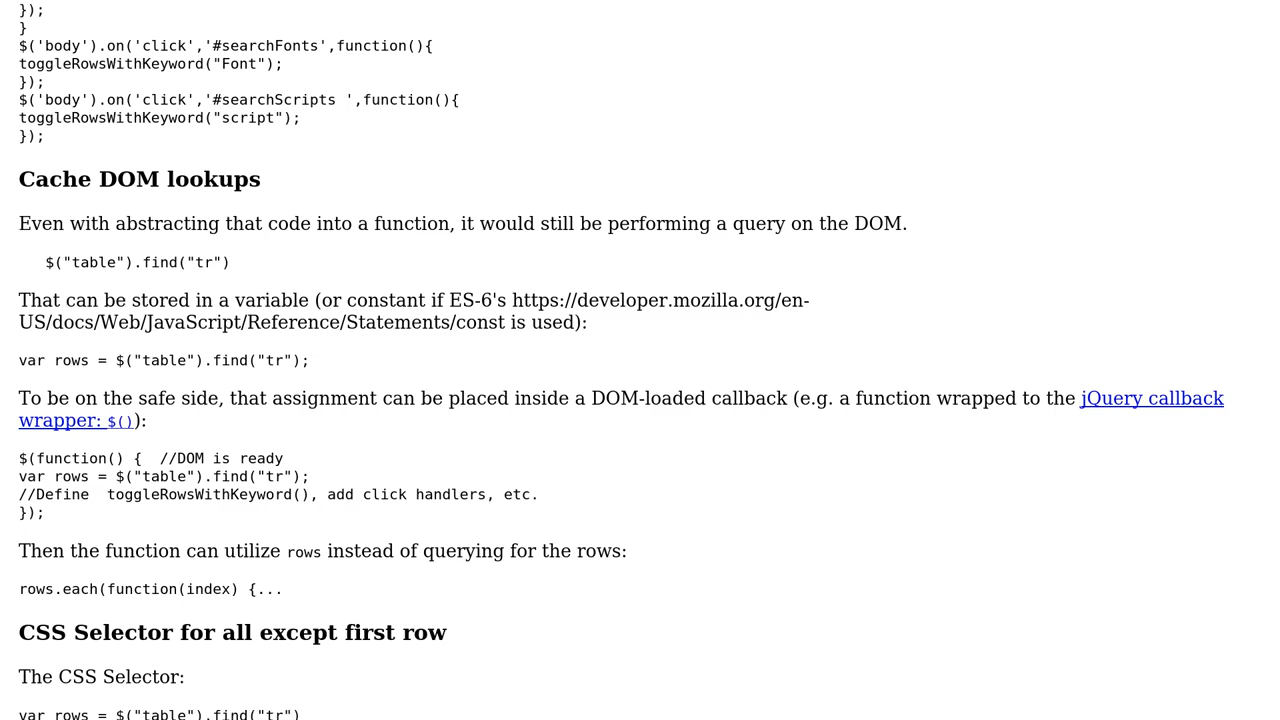 });
}
$('body').on('click','#searchFonts',function(){
toggleRowsWithKeyword("Font");
});
$('body').on('click','#searchScripts ',function(){
toggleRowsWithKeyword("script");
});
Cache DOM lookups
Even with abstracting that code into a function, it would still be performing a query on the DOM.
$("table").find("tr")
That can be stored in a variable (or constant if ES-6's https://developer.mozilla.org/en-
US/docs/Web/JavaScript/Reference/Statements/const is used):
var rows = $("table").find("tr");
To be on the safe side, that assignment can be placed inside a DOM-loaded callback (e.g. a function wrapped to the jQuery callback
wrapper: $()):
$(function() {  //DOM is ready
var rows = $("table").find("tr");
//Define  toggleRowsWithKeyword(), add click handlers, etc.
});
Then the function can utilize rows instead of querying for the rows:
rows.each(function(index) {...
CSS Selector for all except first row
The CSS Selector:
var rows = $("table").find("tr")